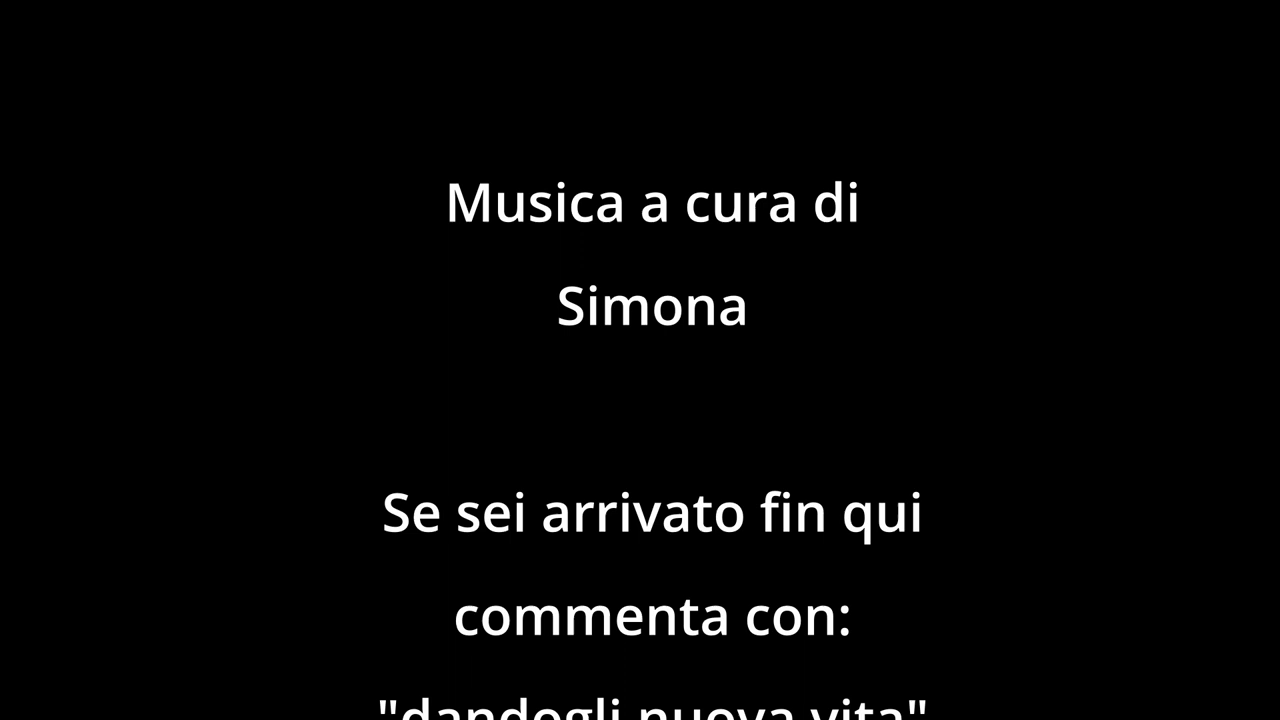 Musica a cura di
Simona
Se sei arrivato fin qui
commenta con:
"dandogli nuova vita"